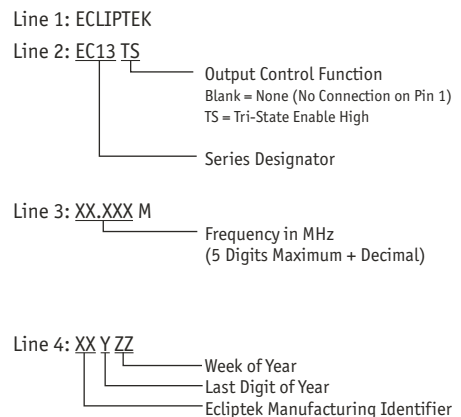 Line 1: ECLIPTEK
Line 2: EC13 TS
Output Control Function
Blank = None (No Connection on Pin 1)
TS = Tri-State Enable High
Series Designator
Line 3: XX.XXX M
Frequency in MHz
(5 Digits Maximum + Decimal)
Line 4: XX Y ZZ
Week of Year
Last Digit of Year
Ecliptek Manufacturing Identifier